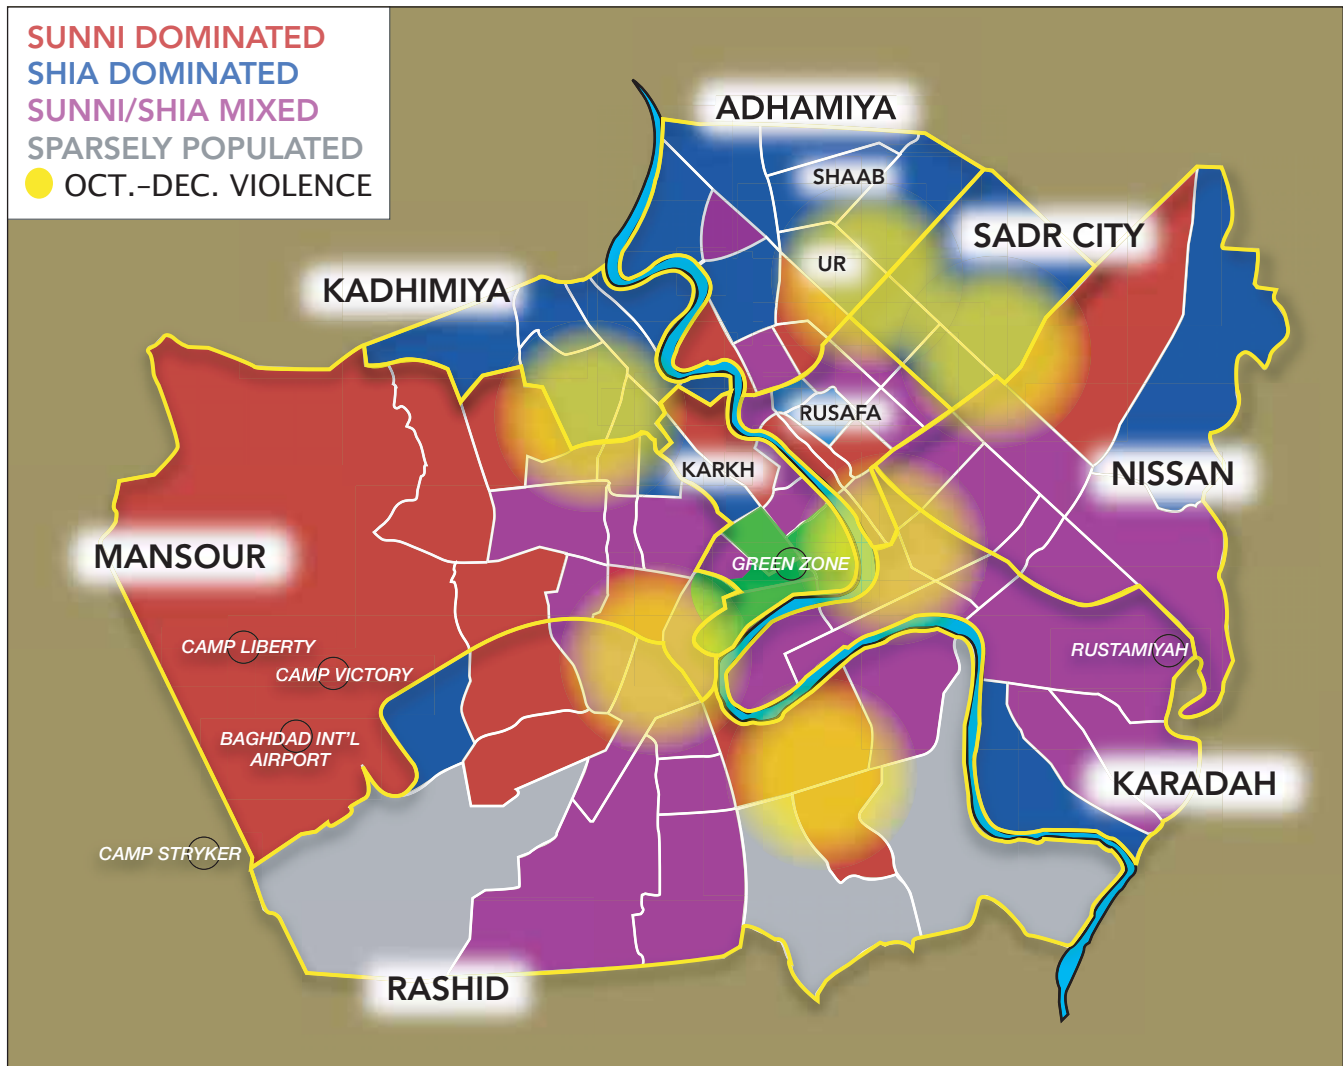 SUNNI DOMINATED
SHIA DOMINATED
SUNNI/SHIA MIXED
SPARSELY POPULATED
OCT.–DEC. VIOLENCE
ADHAMIYA
SHAAB
SADR CITY
UR
KADHIMIYA
RUSAFA
KARKH
NISSAN
MANSOUR
GREEN ZONE
CAMP LIBERTY
RUSTAMIYAH
CAMP VICTORY
BAGHDAD INT'L
AIRPORT
KARADAH
CAMP STRYKER
RASHID